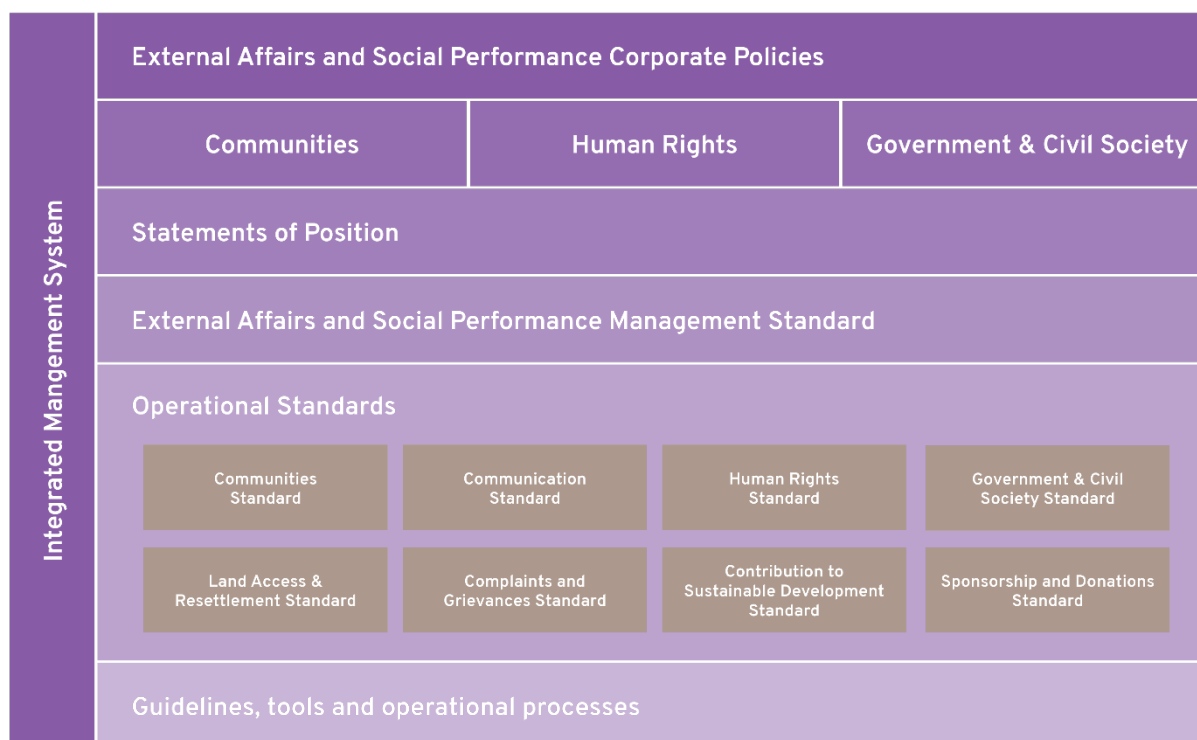 Integrated Mangement System
External Affairs and Social Performance Corporate Policies
Communities
Human Rights
Government & Civil Society
Statements of Position
External Affairs and Social Performance Management Standard
Operational Standards
Communities
Standard
Communication
Standard
Human Rights
Standard
Government & Civil
Society Standard
Land Access &
Resettlement Standard
Complaints and
Grievances Standard
Contribution to
Sustainable Development
Standard
Sponsorship and Donations
Standard
Guidelines, tools and operational processes